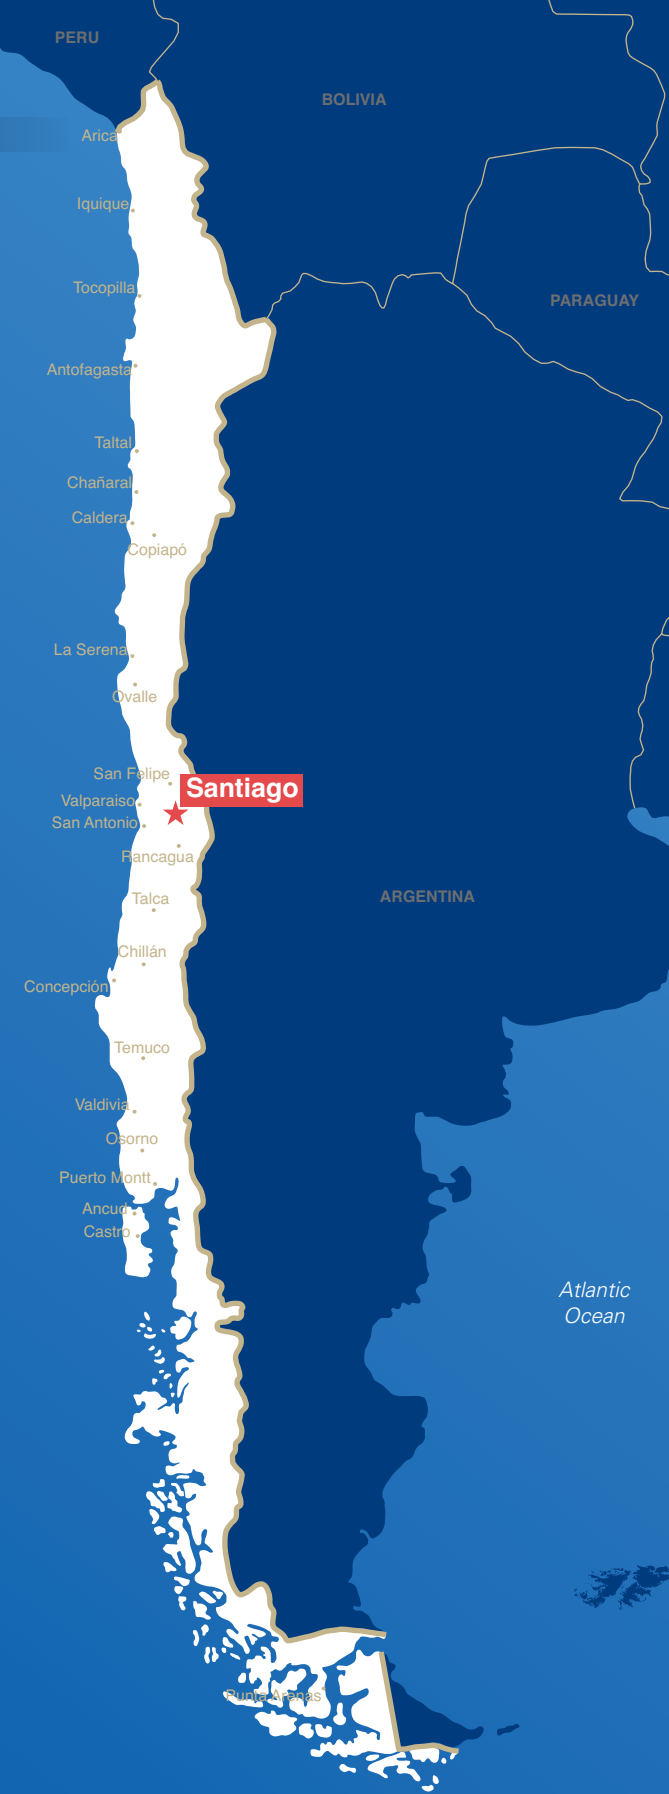 PERU
BOLIVIA
Arica
Iquique
Tocopilla
PARAGUAY
Antofagasta
Taltal
Chañaral
Caldera
Copiapó
La Serena
Ovalle
San Felipe
Santiago
Valparaiso
San Antonio
Rancagua
ARGENTINA
Talca
Chillán
Concepción
Temuco
Valdivia
Osorno
Puerto Montt
Ancud
Castro
Atlantic
Ocean
Punta Arenas